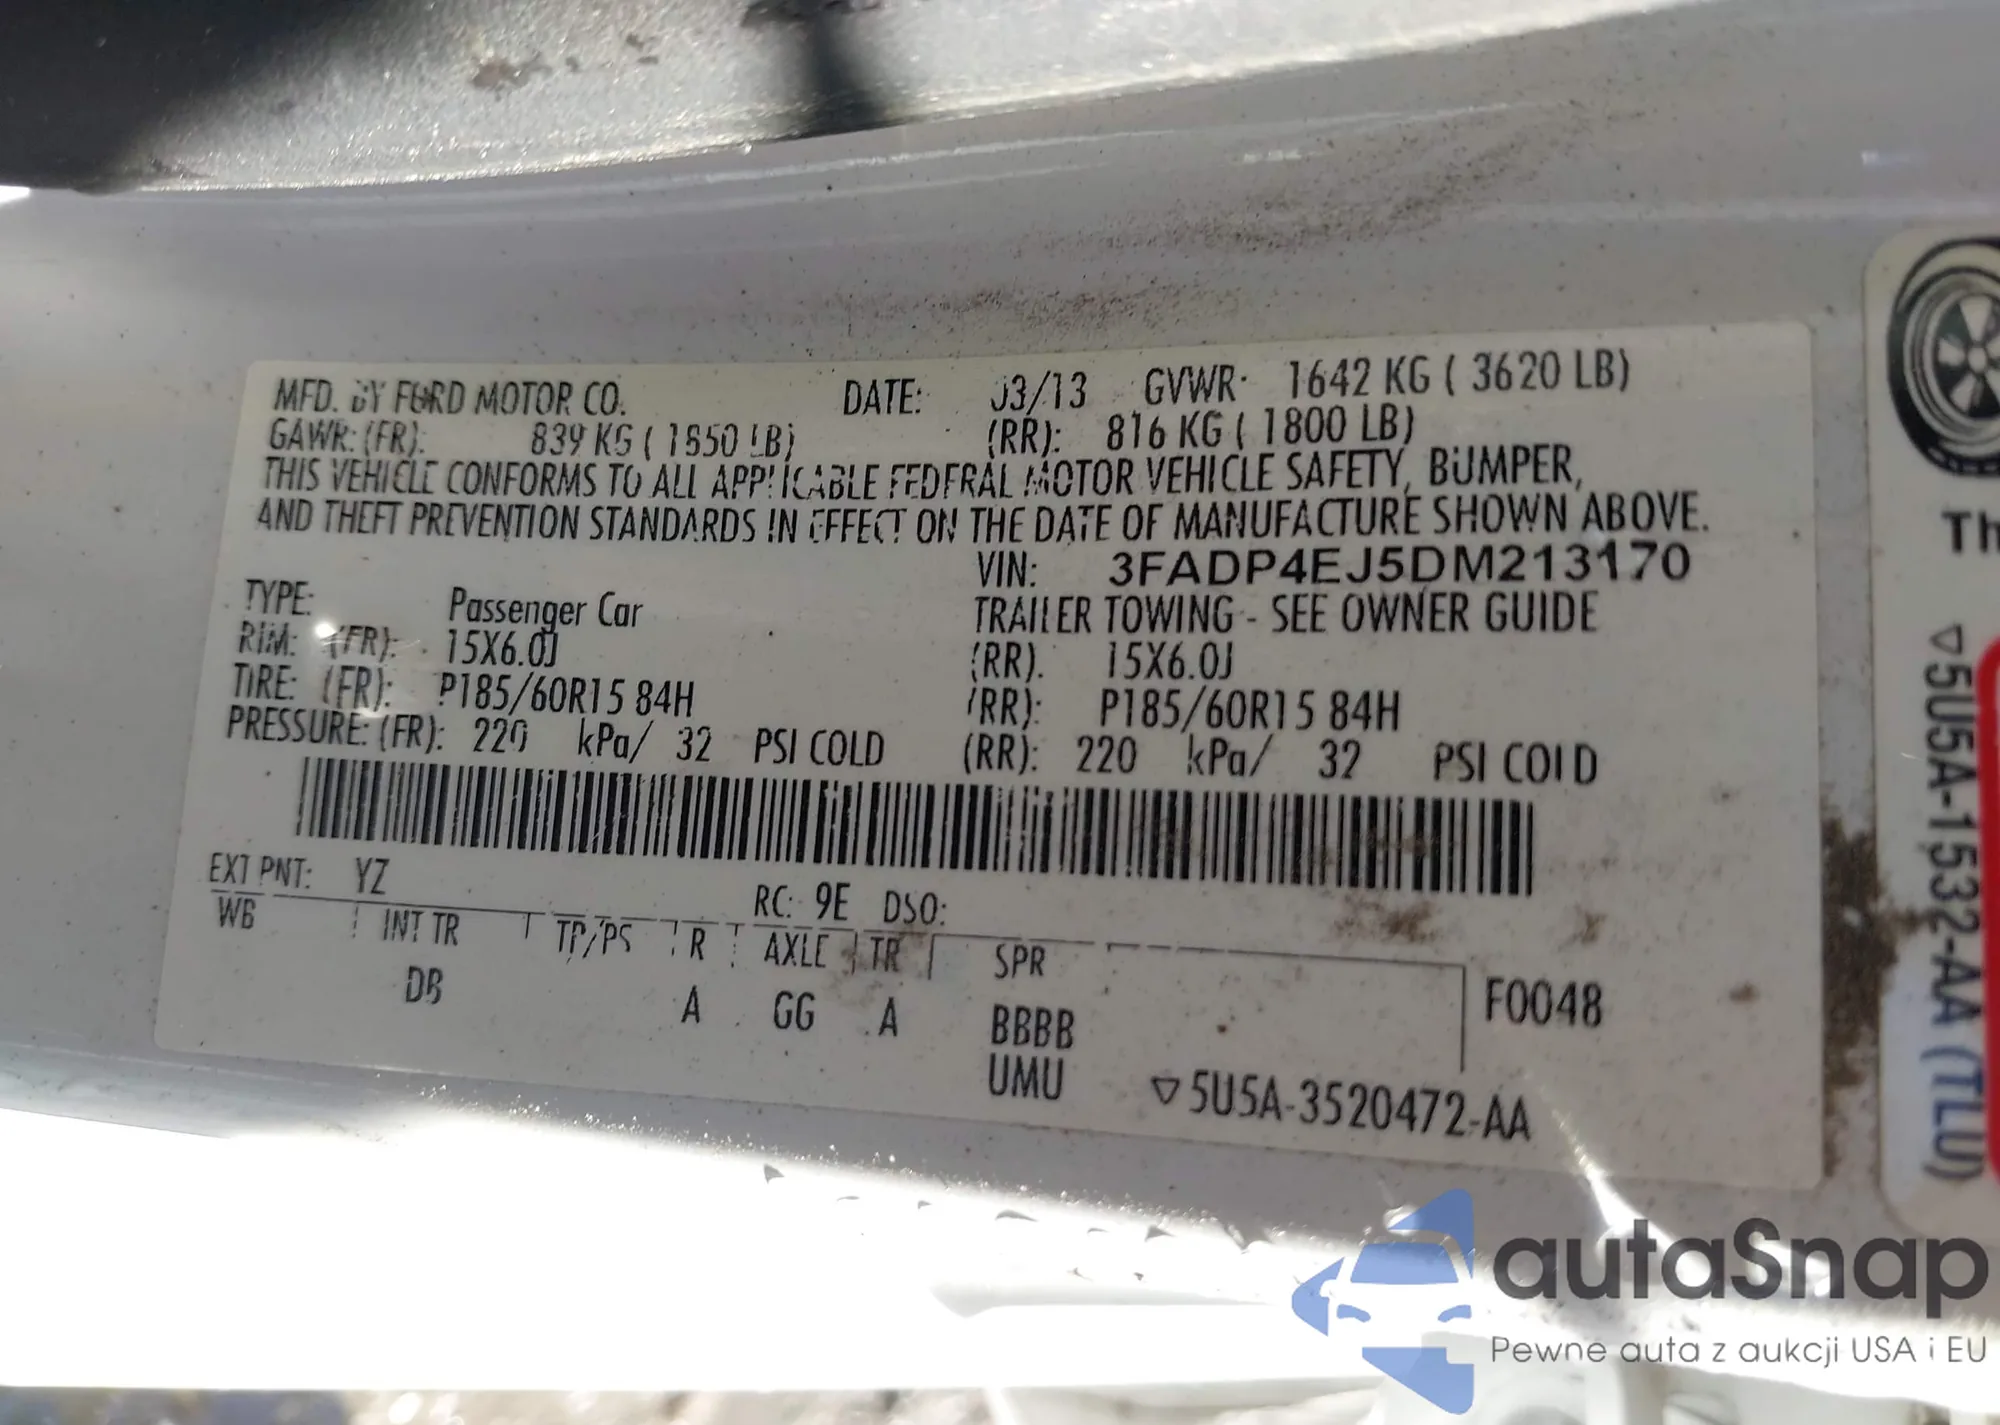 MFD. BY FORD MOTOR CO. DATE: 03/13 GVWR: 1642 KG ( 3620 LB)
GAWR: (FR): 839 KG ( 1850 LB) (RR): 816 KG ( 1800 LB)
THIS VEHICLE CONFORMS TO ALL APPLICABLE FEDERAL MOTOR VEHICLE SAFETY, BUMPER,
AND THEFT PREVENTION STANDARDS IN EFFECT ON THE DATE OF MANUFACTURE SHOWN ABOVE.
VIN: 3FADP4EJ5DM213170
TYPE: Passenger Car TRAILER TOWING - SEE OWNER GUIDE
RIM: (FR): 15X6.0J (RR): 15X6.0J
TIRE: (FR): P185/60R15 84H (RR): P185/60R15 84H
PRESSURE: (FR): 220 kPa/ 32 PSI COLD (RR): 220 kPa/ 32 PSI COLD
EXT PNT: YZ RC: 9E DSO:
WB INT TR TP/PS R AXLE TR SPR
DB A GG A BBBB
UMU
F0048
▽5U5A-3520472-AA
Th
▽5U5A-1532-AA (TLU)
autaSnap
Pewne auta z aukcji USA i EU